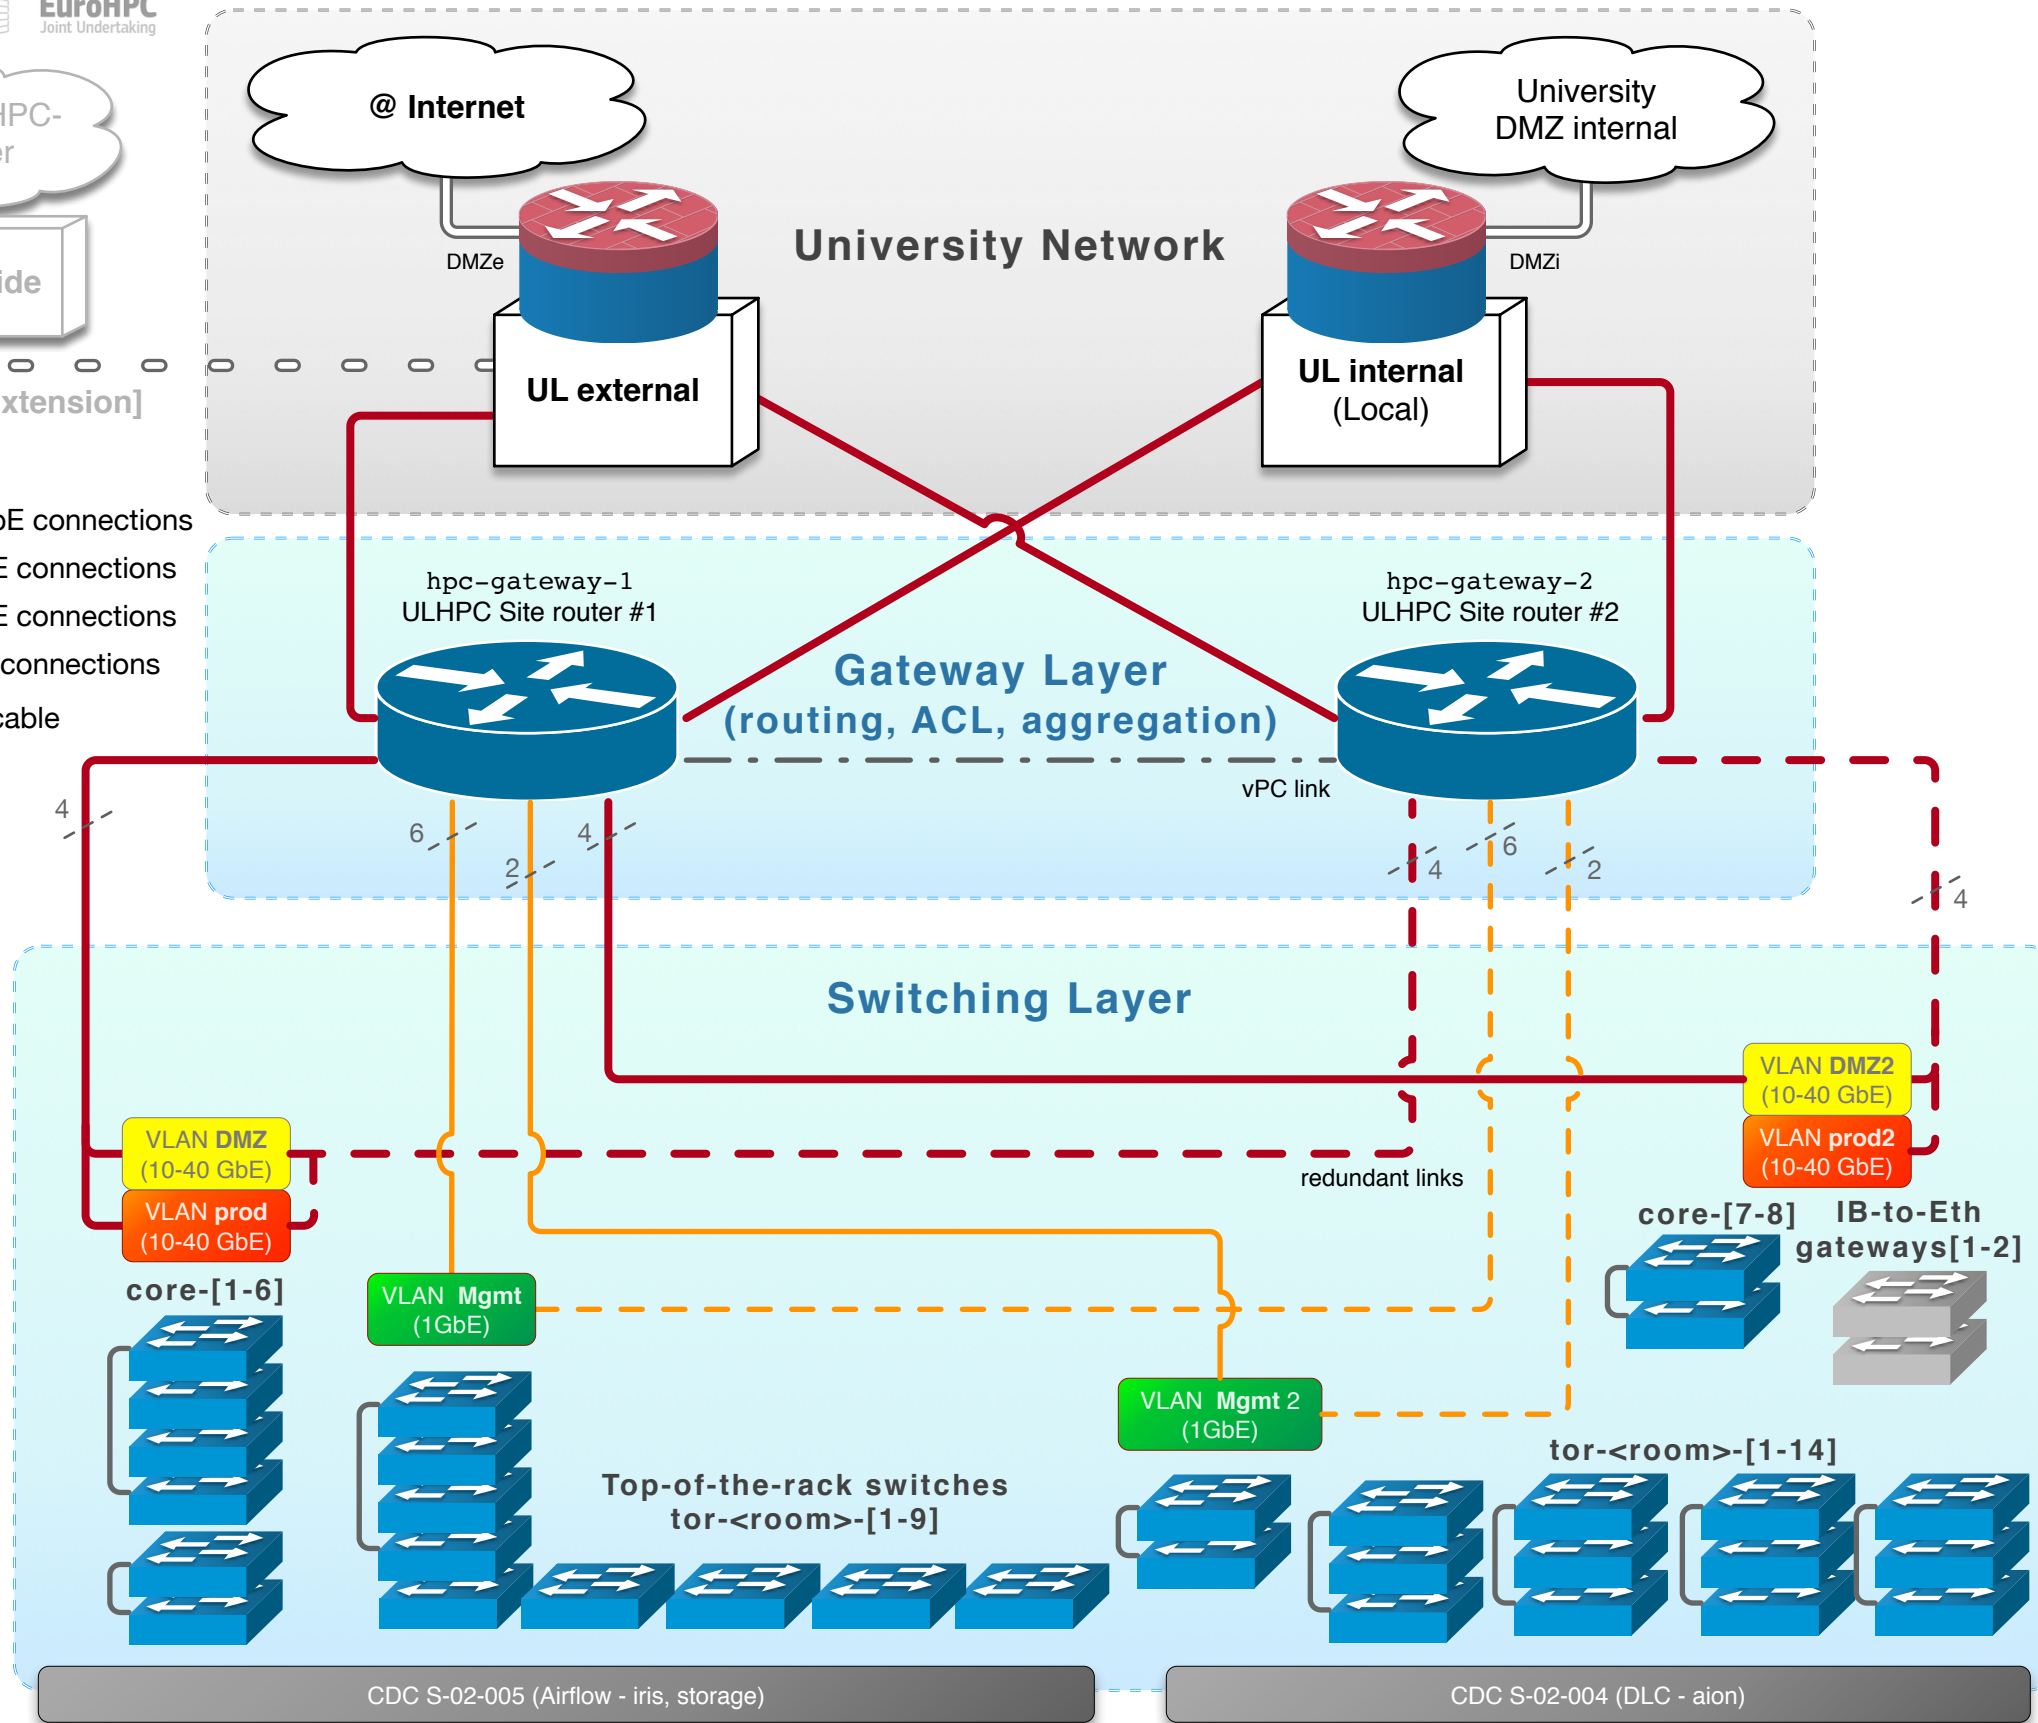 EuroHPC
Joint Undertaking
@ Internet
University
DMZ internal
HPC-
ide
DMZe
University Network
DMZi
UL external
UL internal
(Local)
xtension]
E connections
E connections
E connections
connections
cable
hpc-gateway-1
ULHPC Site router #1
hpc-gateway-2
ULHPC Site router #2
Gateway Layer
(routing, ACL, aggregation)
vPC link
4
6
2
4
4
6
2
4
Switching Layer
VLAN DMZ2
(10-40 GbE)
VLAN prod2
(10-40 GbE)
VLAN DMZ
(10-40 GbE)
VLAN prod
(10-40 GbE)
redundant links
core-[7-8]
IB-to-Eth
gateways[1-2]
core-[1-6]
VLAN Mgmt
(1GbE)
VLAN Mgmt 2
(1GbE)
tor-<room>-[1-14]
Top-of-the-rack switches
tor-<room>-[1-9]
CDC S-02-005 (Airflow - iris, storage)
CDC S-02-004 (DLC - aion)